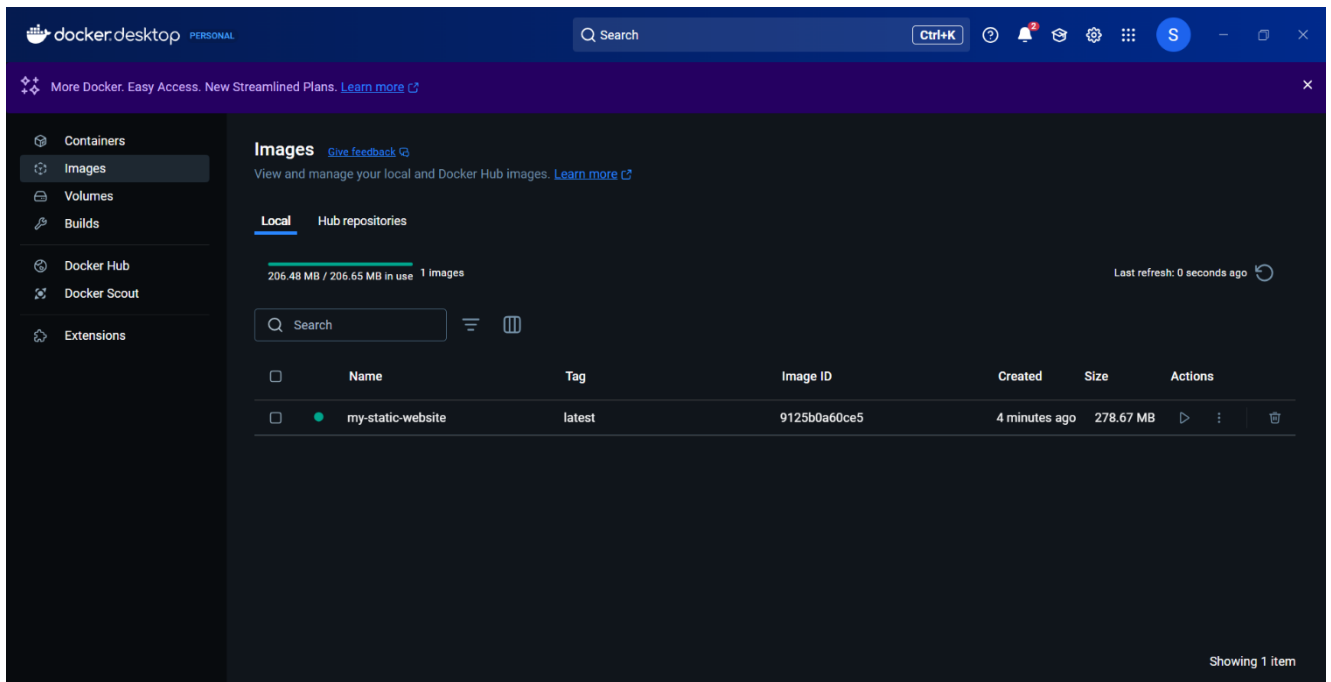 docker.desktop PERSONAL Search Ctrl+K 2 S
More Docker. Easy Access. New Streamlined Plans. Learn more
Containers
Images
Volumes
Builds
Docker Hub
Docker Scout
Extensions
Images Give feedback
View and manage your local and Docker Hub images. Learn more
Local Hub repositories
206.48 MB / 206.65 MB in use 1 images Last refresh: 0 seconds ago
Search
Name Tag Image ID Created Size Actions
my-static-website latest 9125b0a60ce5 4 minutes ago 278.67 MB
Showing 1 item